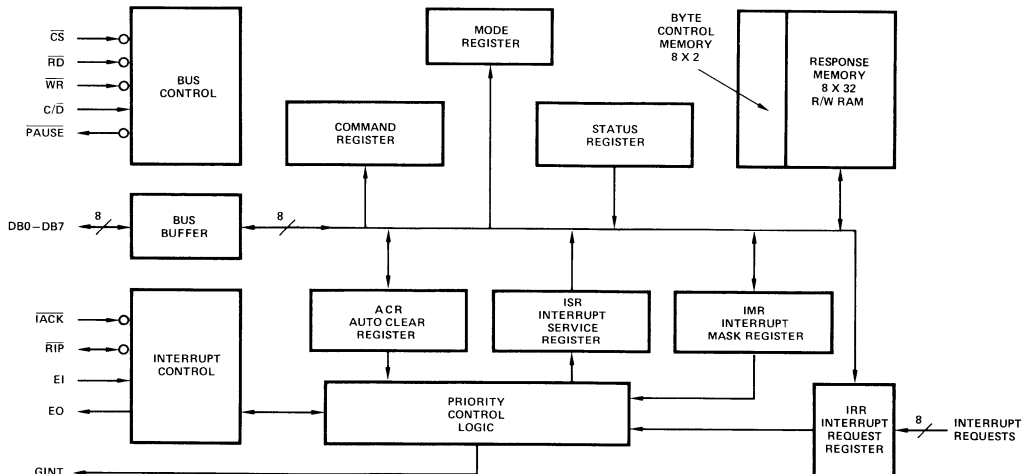 CS
RD
WR
C/D
PAUSE
BUS
CONTROL
MODE
REGISTER
BYTE
CONTROL
MEMORY
8 X 2
RESPONSE
MEMORY
8 X 32
R/W RAM
COMMAND
REGISTER
STATUS
REGISTER
DB0–DB7
8
BUS
BUFFER
8
IACK
RIP
EI
EO
INTERRUPT
CONTROL
ACR
AUTO CLEAR
REGISTER
ISR
INTERRUPT
SERVICE
REGISTER
IMR
INTERRUPT
MASK REGISTER
PRIORITY
CONTROL
LOGIC
IRR
INTERRUPT
REQUEST
REGISTER
8
INTERRUPT
REQUESTS
GINT